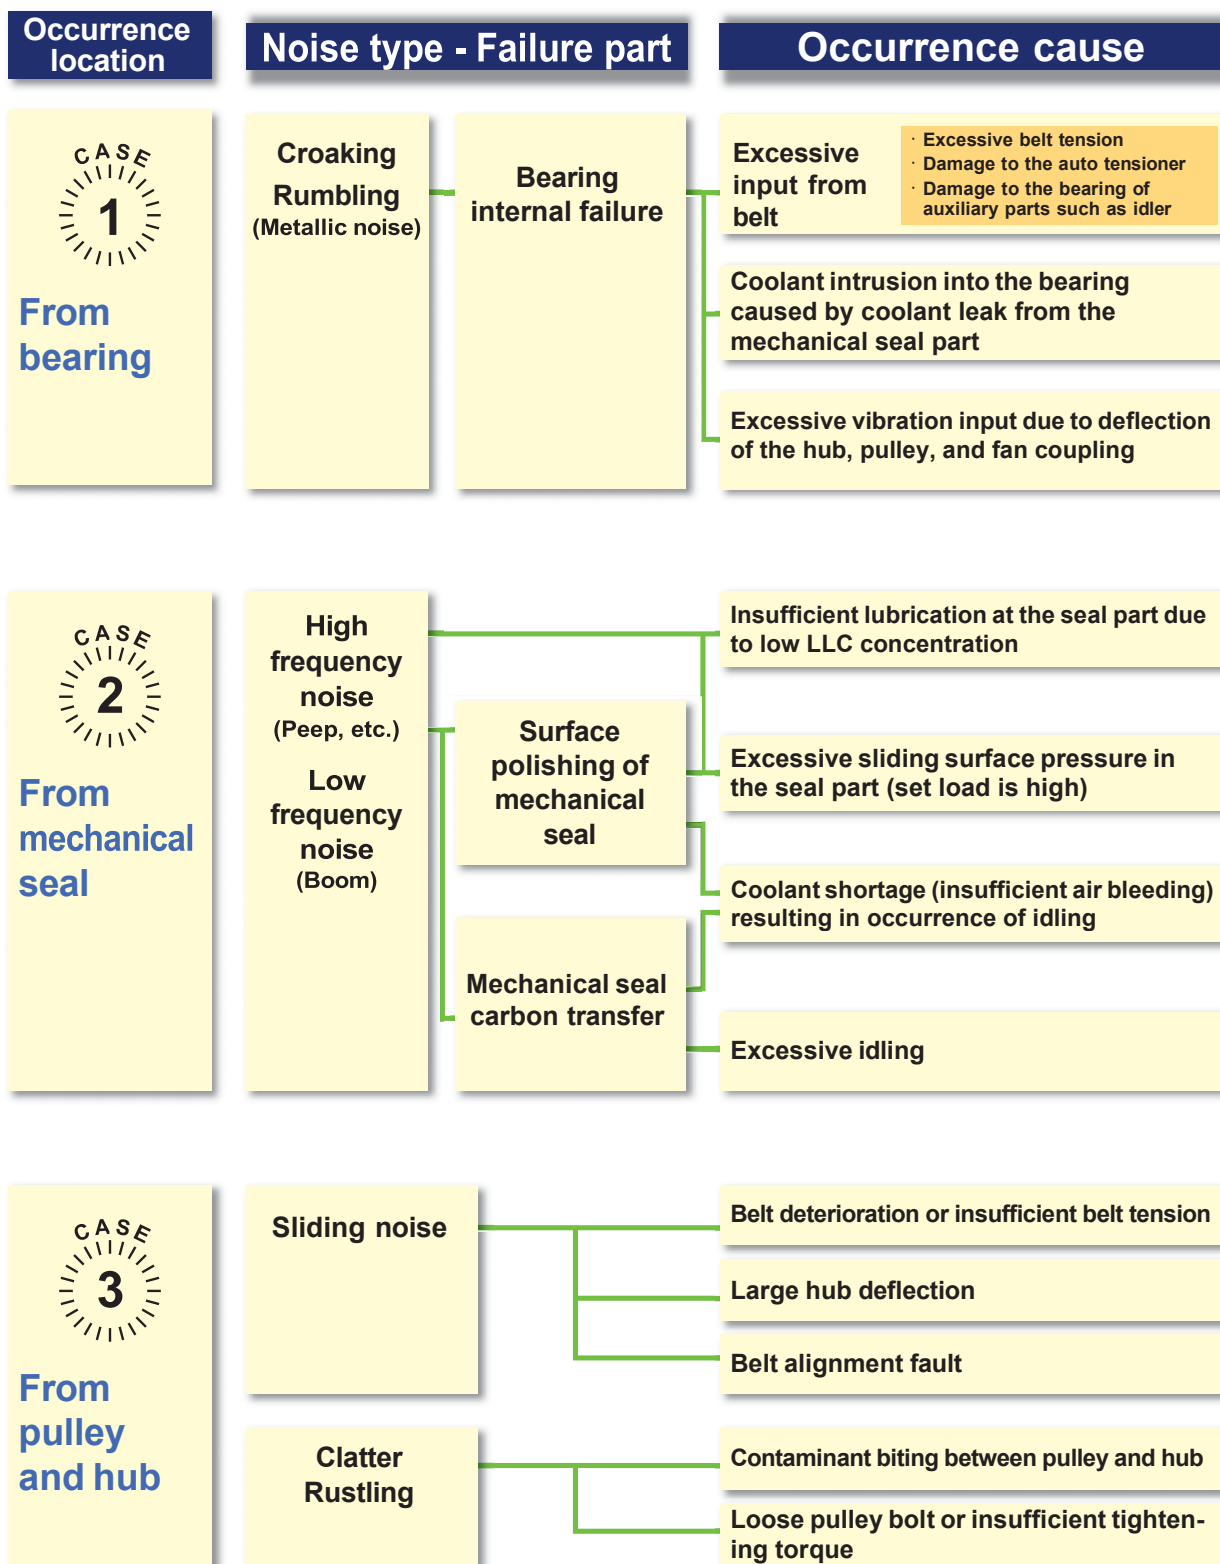 Occurrence
location
Noise type - Failure part
Occurrence cause
CASE
1
From
bearing
Croaking
Rumbling
(Metallic noise)
Bearing
internal failure
Excessive
input from
belt
· Excessive belt tension
· Damage to the auto tensioner
· Damage to the bearing of
auxiliary parts such as idler
Coolant intrusion into the bearing
caused by coolant leak from the
mechanical seal part
Excessive vibration input due to deflection
of the hub, pulley, and fan coupling
CASE
2
From
mechanical
seal
High
frequency
noise
(Peep, etc.)
Low
frequency
noise
(Boom)
Surface
polishing of
mechanical
seal
Mechanical seal
carbon transfer
Insufficient lubrication at the seal part due
to low LLC concentration
Excessive sliding surface pressure in
the seal part (set load is high)
Coolant shortage (insufficient air bleeding)
resulting in occurrence of idling
Excessive idling
CASE
3
From
pulley
and hub
Sliding noise
Belt deterioration or insufficient belt tension
Large hub deflection
Belt alignment fault
Clatter
Rustling
Contaminant biting between pulley and hub
Loose pulley bolt or insufficient tighten-
ing torque